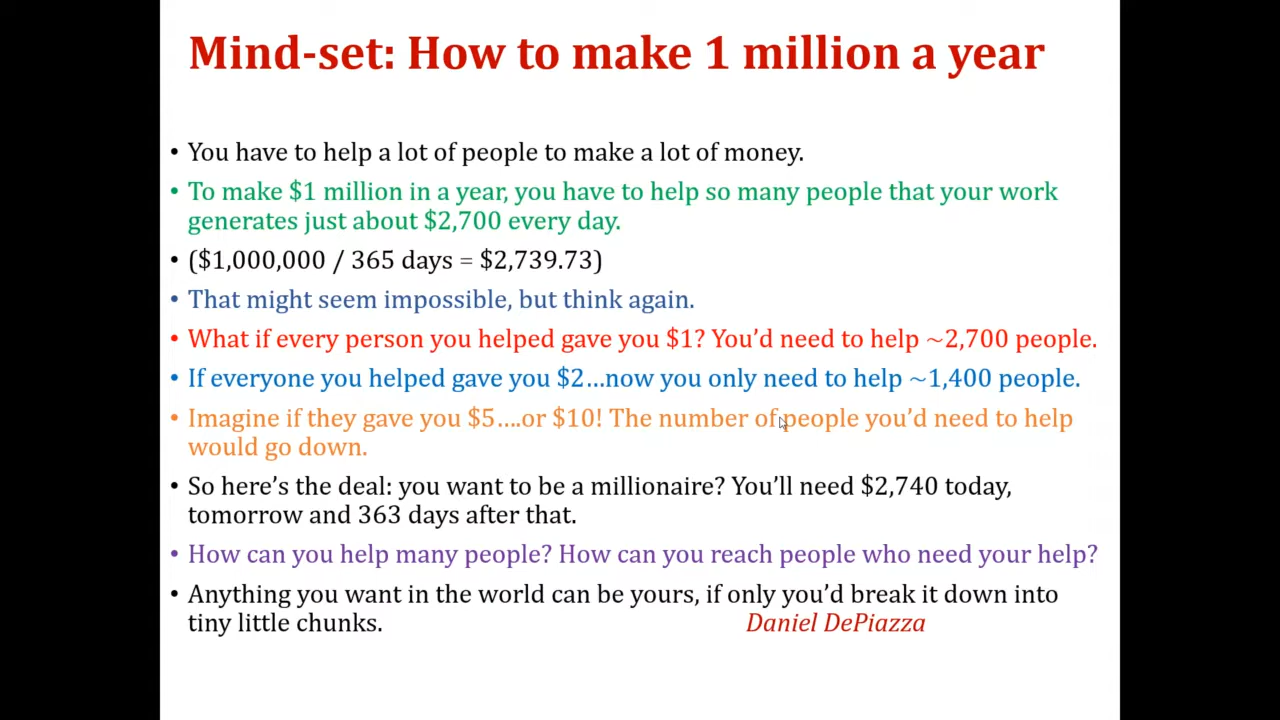 Mind-set: How to make 1 million a year
• You have to help a lot of people to make a lot of money.
• To make $1 million in a year, you have to help so many people that your work
generates just about $2,700 every day.
• ($1,000,000 / 365 days = $2,739.73)
• That might seem impossible, but think again.
• What if every person you helped gave you $1? You’d need to help ~2,700 people.
• If everyone you helped gave you $2…now you only need to help ~1,400 people.
• Imagine if they gave you $5….or $10! The number of people you’d need to help
would go down.
• So here’s the deal: you want to be a millionaire? You’ll need $2,740 today,
tomorrow and 363 days after that.
• How can you help many people? How can you reach people who need your help?
• Anything you want in the world can be yours, if only you’d break it down into
tiny little chunks. Daniel DePiazza